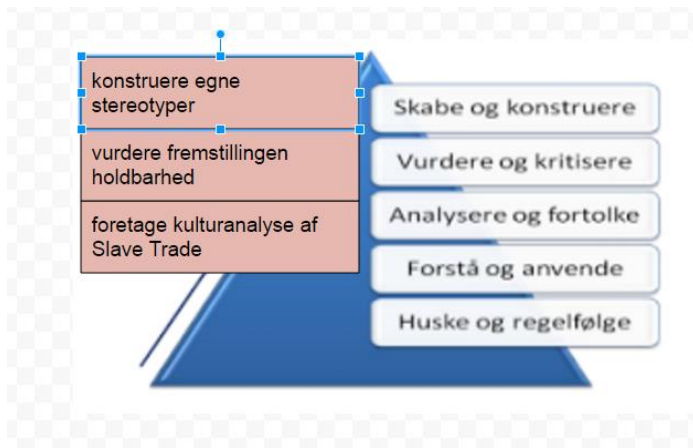 konstruere egne
stereotyper
vurdere fremstillingen
holdbarhed
foretage kulturanalyse af
Slave Trade
Skabe og konstruere
Vurdere og kritisere
Analysere og fortolke
Forstå og anvende
Huske og regelfølge